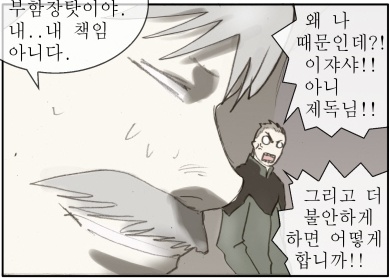 부함장탓이야.
내..내 책임
아니다.
왜 나
때문인데?!
이쟈샤!!
아니
제독님!!
그리고 더
불안하게
하면 어떻게
합니까!!